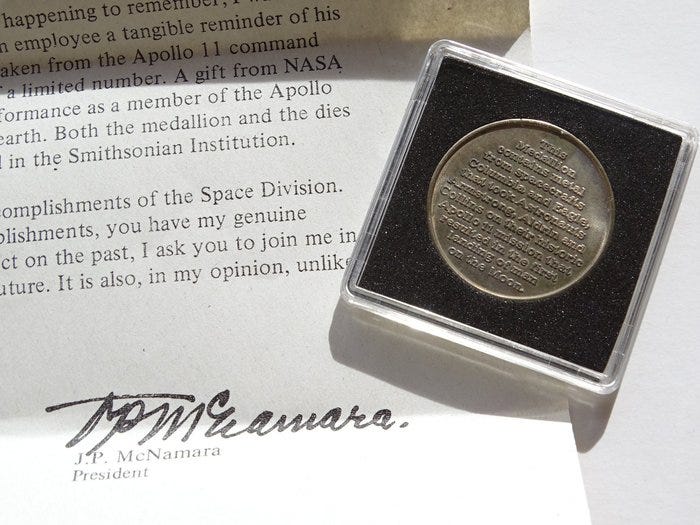 happening to remember, I w
n employee a tangible reminder of his
aken from the Apollo 11 command
a limited number. A gift from NASA
formance as a member of the Apollo
earth. Both the medallion and the dies
l in the Smithsonian Institution.
complishments of the Space Division.
plishments, you have my genuine
ct on the past, I ask you to join me in
uture. It is also, in my opinion, unlike
JPMcNamara.
J.P. McNamara
President
This
Medallion
contains metal
from spacecrafts
Columbia and Eagle
that took Astronauts
Armstrong, Aldrin and
Collins on their historic
Apollo 11 mission that
resulted in the first
landing of man
on the Moon.